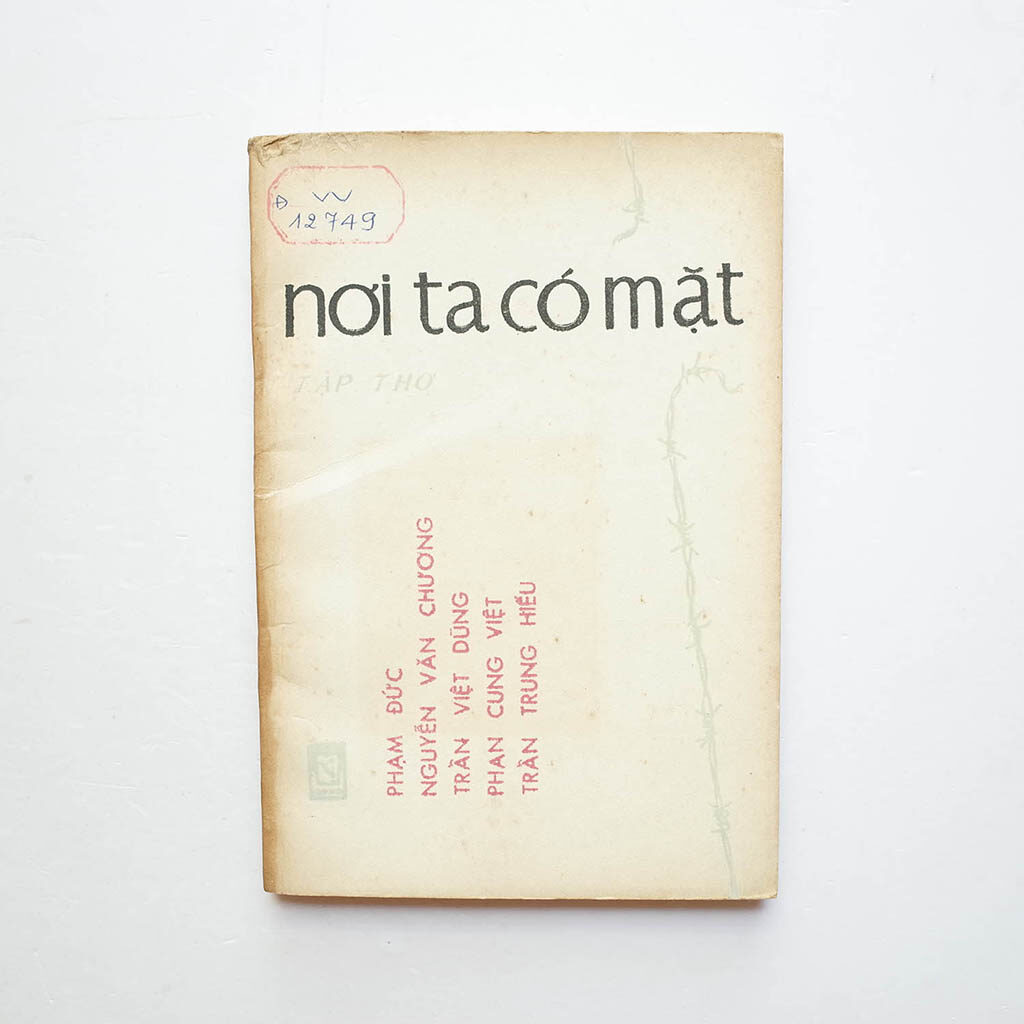 VV
12749
nơi ta có mặt
TẬP THƠ
PHẠM ĐỨC
NGUYỄN VĂN CHƯƠNG
TRẦN VIỆT DŨNG
PHAN CUNG VIỆT
TRẦN TRUNG HIẾU